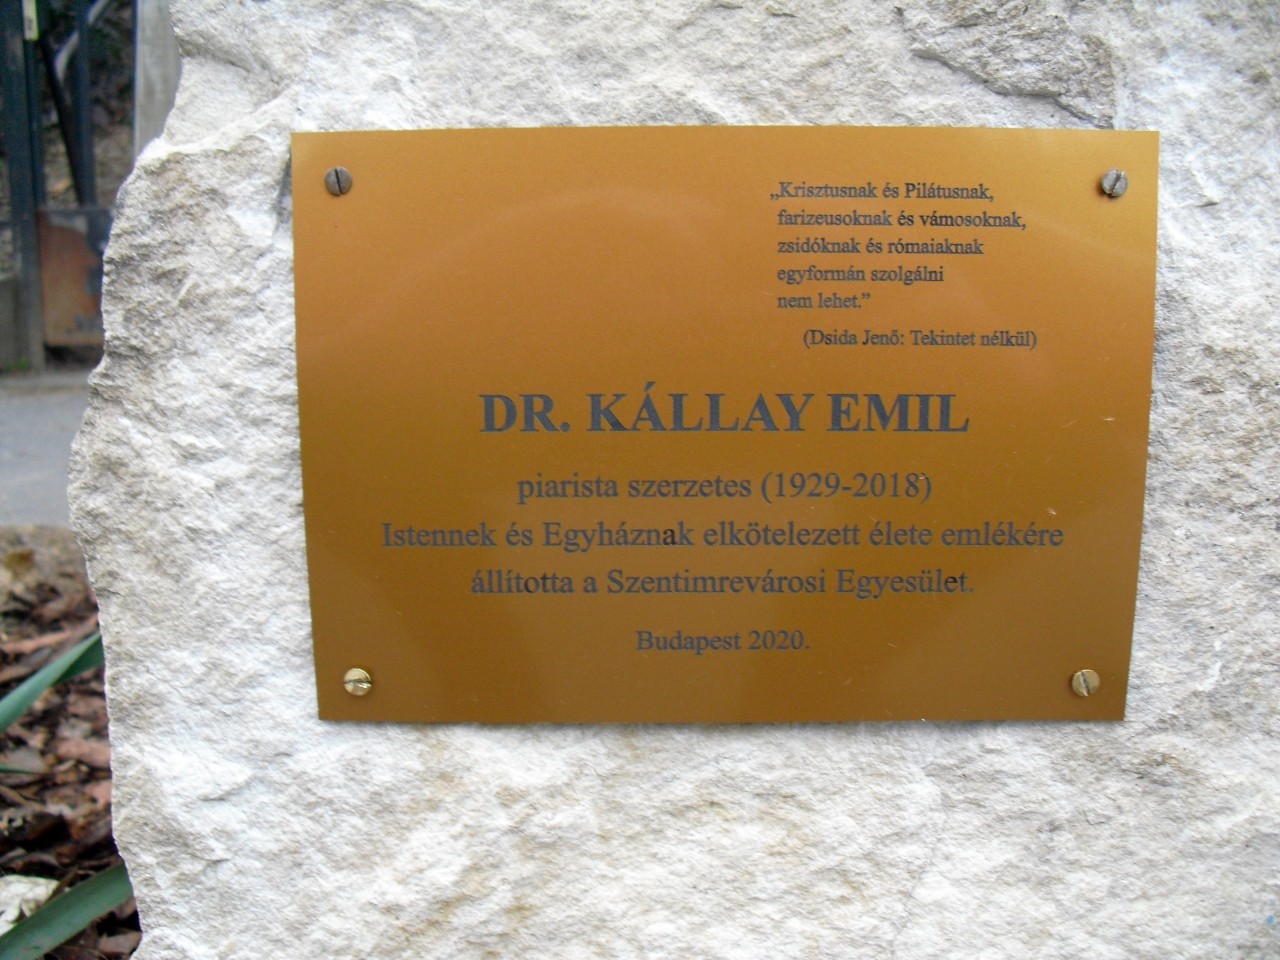 „Krisztusnak és Pilátusnak,
farizeusoknak és vámosoknak,
zsidóknak és rómaiaknak
egyformán szolgálni
nem lehet.”
(Dsida Jenő: Tekintet nélkül)
DR. KÁLLAY EMIL
piarista szerzetes (1929-2018)
Istennek és Egyháznak elkötelezett élete emlékére
állította a Szentimrevárosi Egyesület.
Budapest 2020.